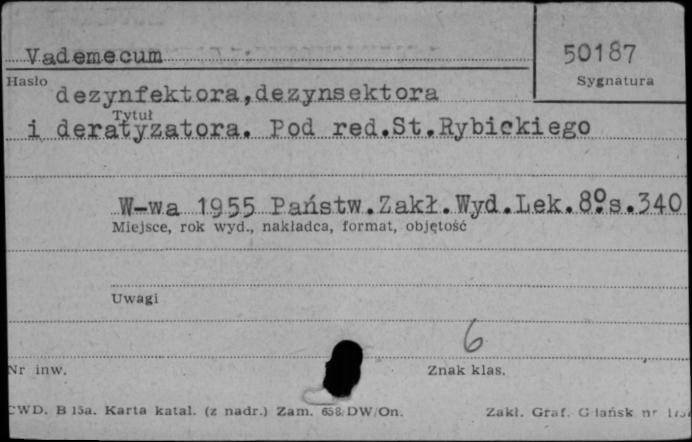 Vademecum
50187
Hasło
Sygnatura
dezynfektora,dezynsektora
Tytuł
i deratyzatora. Pod red.St.Rybickiego
W-wa 1955 Państw.Zakł.Wyd.Lek.8º s.340
Miejsce, rok wyd., nakładca, format, objętość
Uwagi
6
Nr inw.
Znak klas.
CWD. B 15a. Karta katal. (z nadr.) Zam. 658/DW/On.
Zakł. Graf. Gdańsk nr